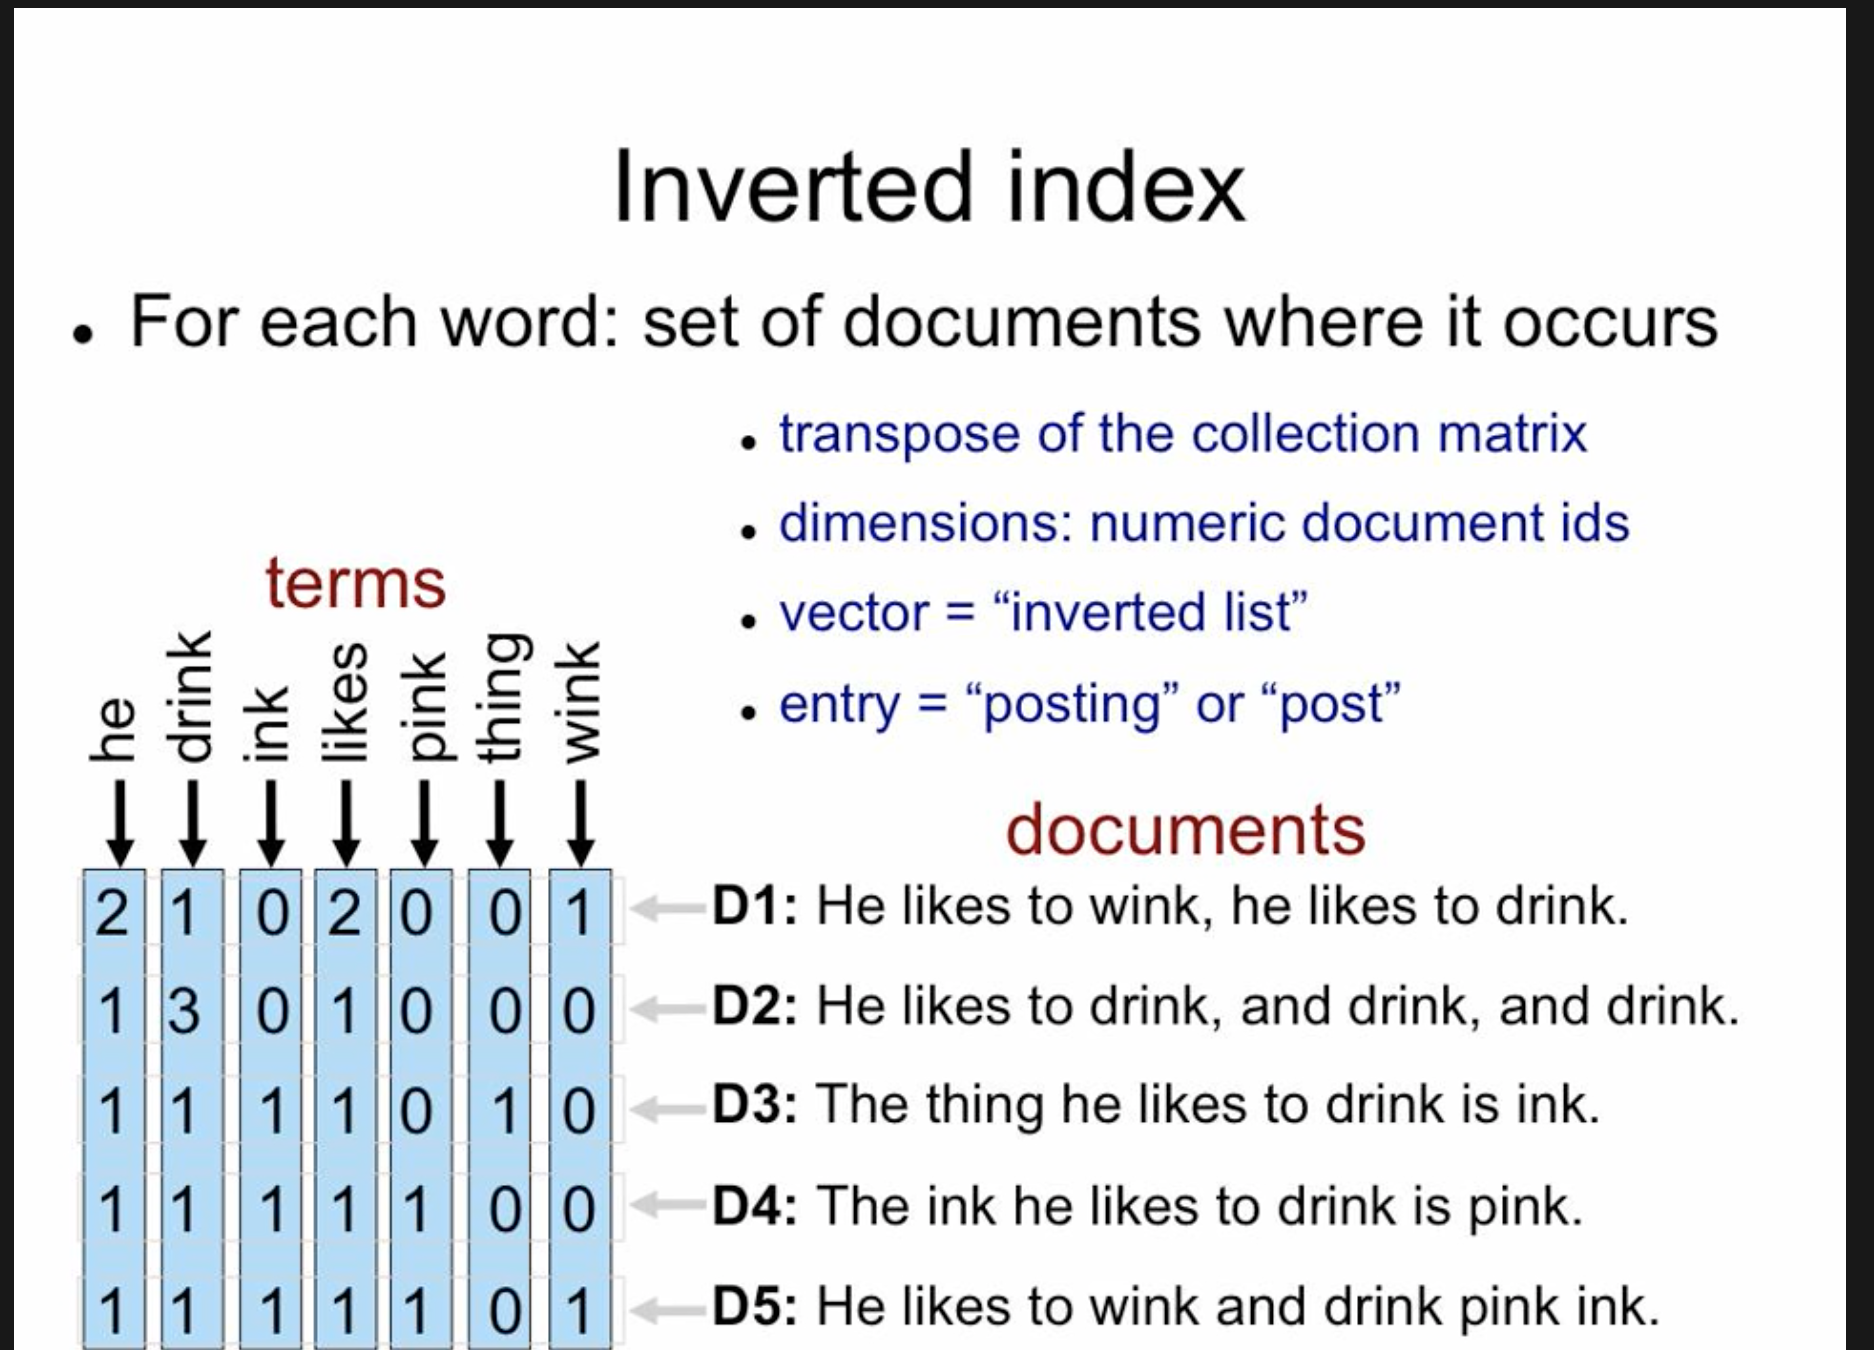 Inverted index
• For each word: set of documents where it occurs
• transpose of the collection matrix
• dimensions: numeric document ids
• vector = “inverted list”
• entry = “posting” or “post”
terms
he drink ink likes pink thing wink
documents
2 1 0 2 0 0 1 D1: He likes to wink, he likes to drink.
1 3 0 1 0 0 0 D2: He likes to drink, and drink, and drink.
1 1 1 1 0 1 0 D3: The thing he likes to drink is ink.
1 1 1 1 1 0 0 D4: The ink he likes to drink is pink.
1 1 1 1 1 0 1 D5: He likes to wink and drink pink ink.